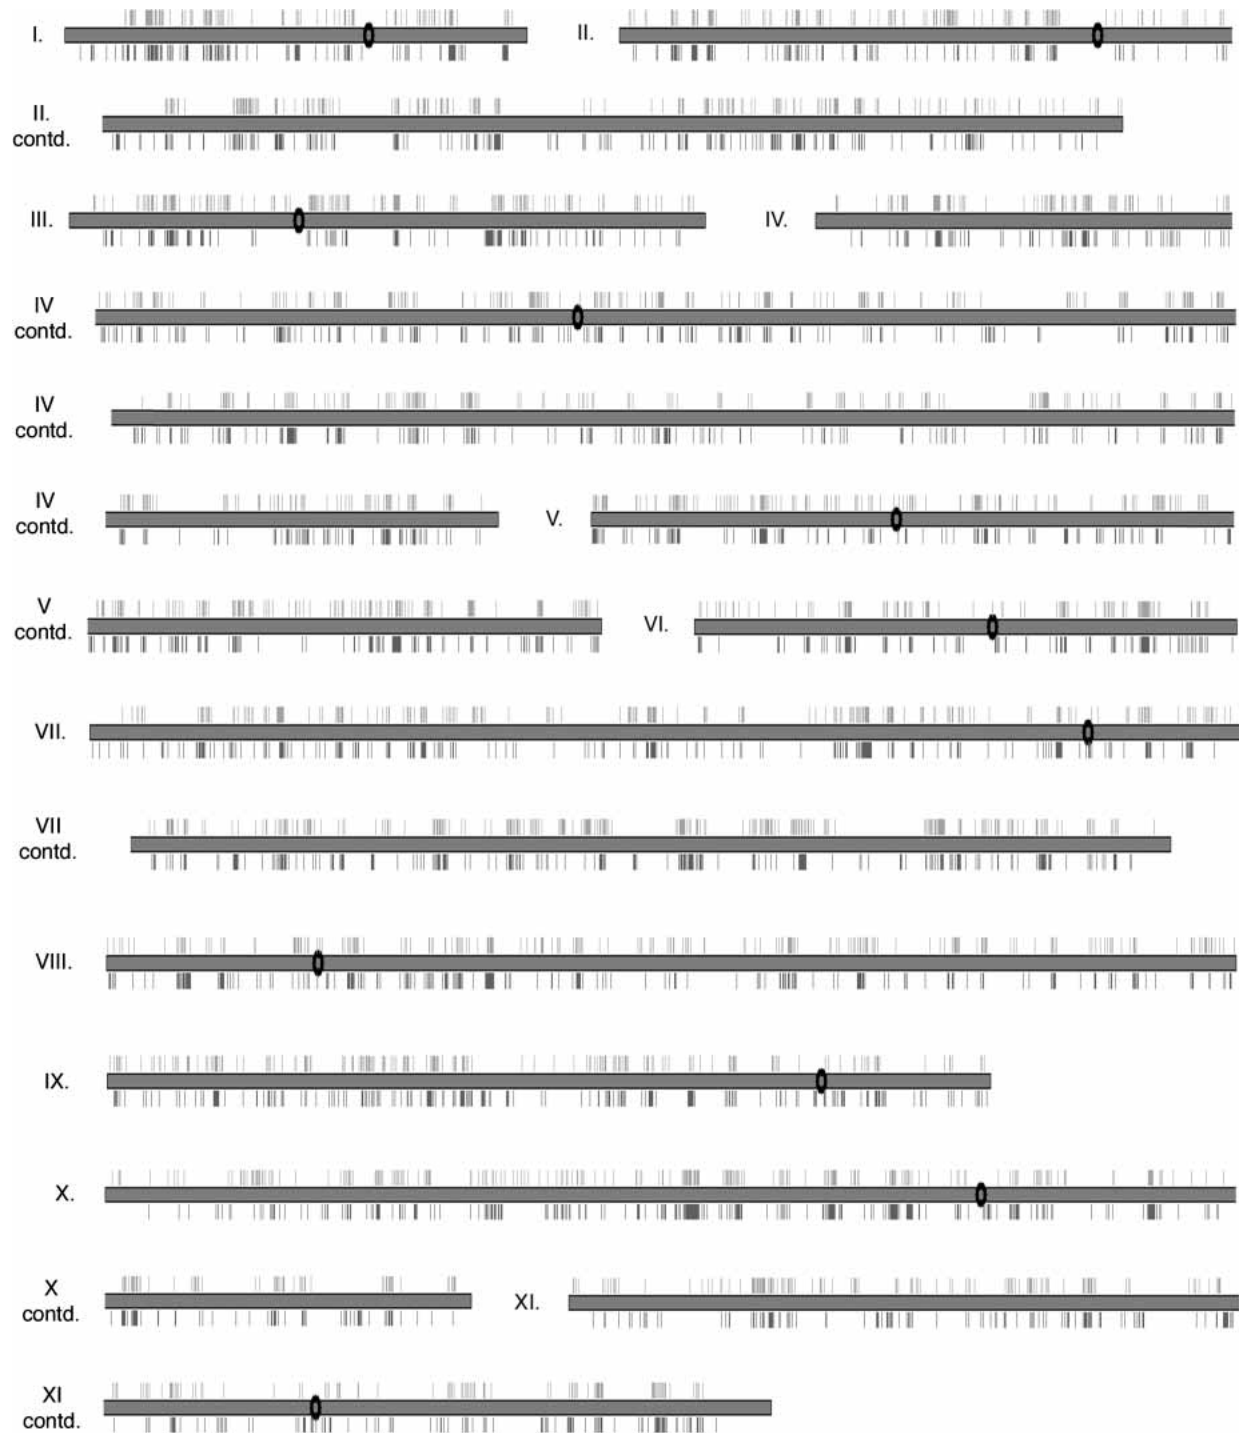 I.
II.
II.
contd.
III.
IV.
IV
contd.
IV
contd.
IV
contd.
V.
V
contd.
VI.
VII.
VII
contd.
VIII.
IX.
X.
X
contd.
XI.
XI
contd.